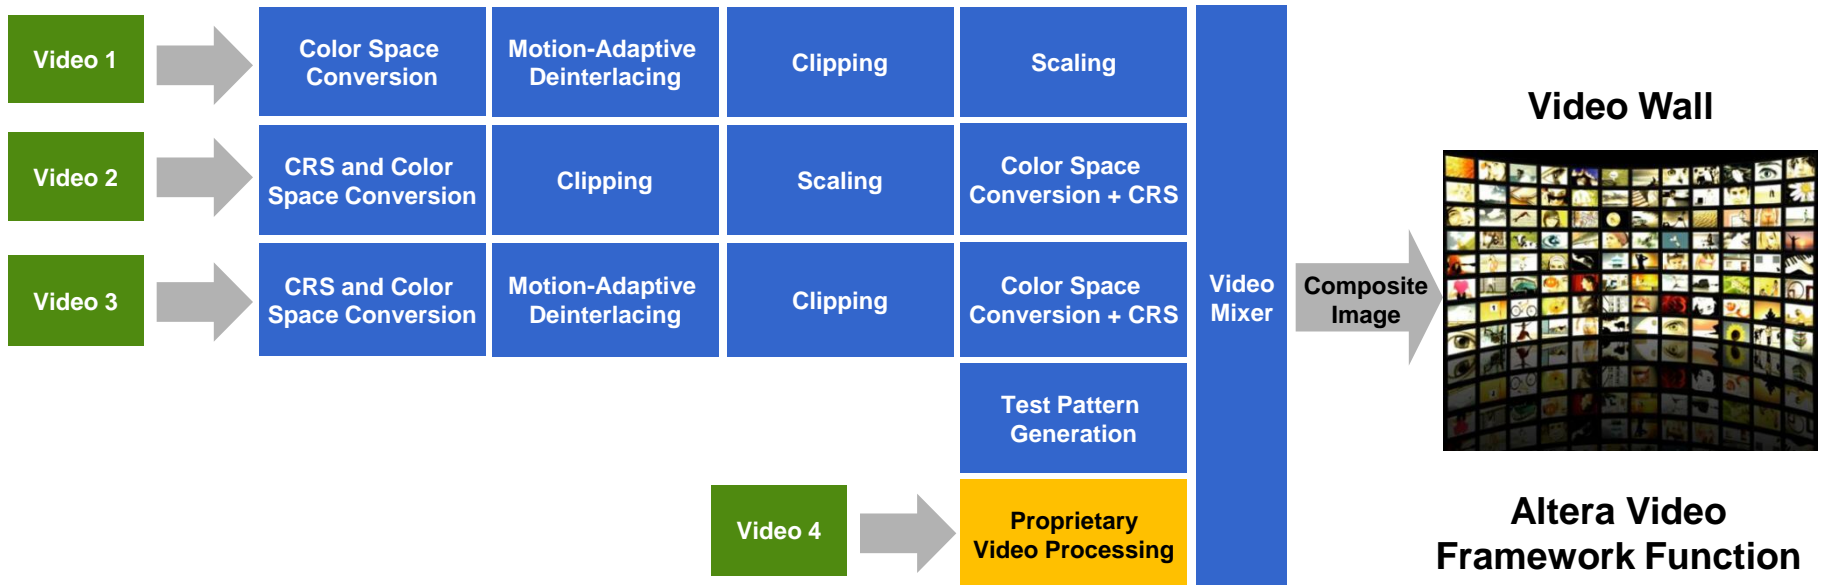 Video 1
Color Space
Conversion
Motion-Adaptive
Deinterlacing
Clipping
Scaling
Video 2
CRS and Color
Space Conversion
Clipping
Scaling
Color Space
Conversion + CRS
Video 3
CRS and Color
Space Conversion
Motion-Adaptive
Deinterlacing
Clipping
Color Space
Conversion + CRS
Test Pattern
Generation
Video 4
Proprietary
Video Processing
Video
Mixer
Composite
Image
Video Wall
Altera Video
Framework Function